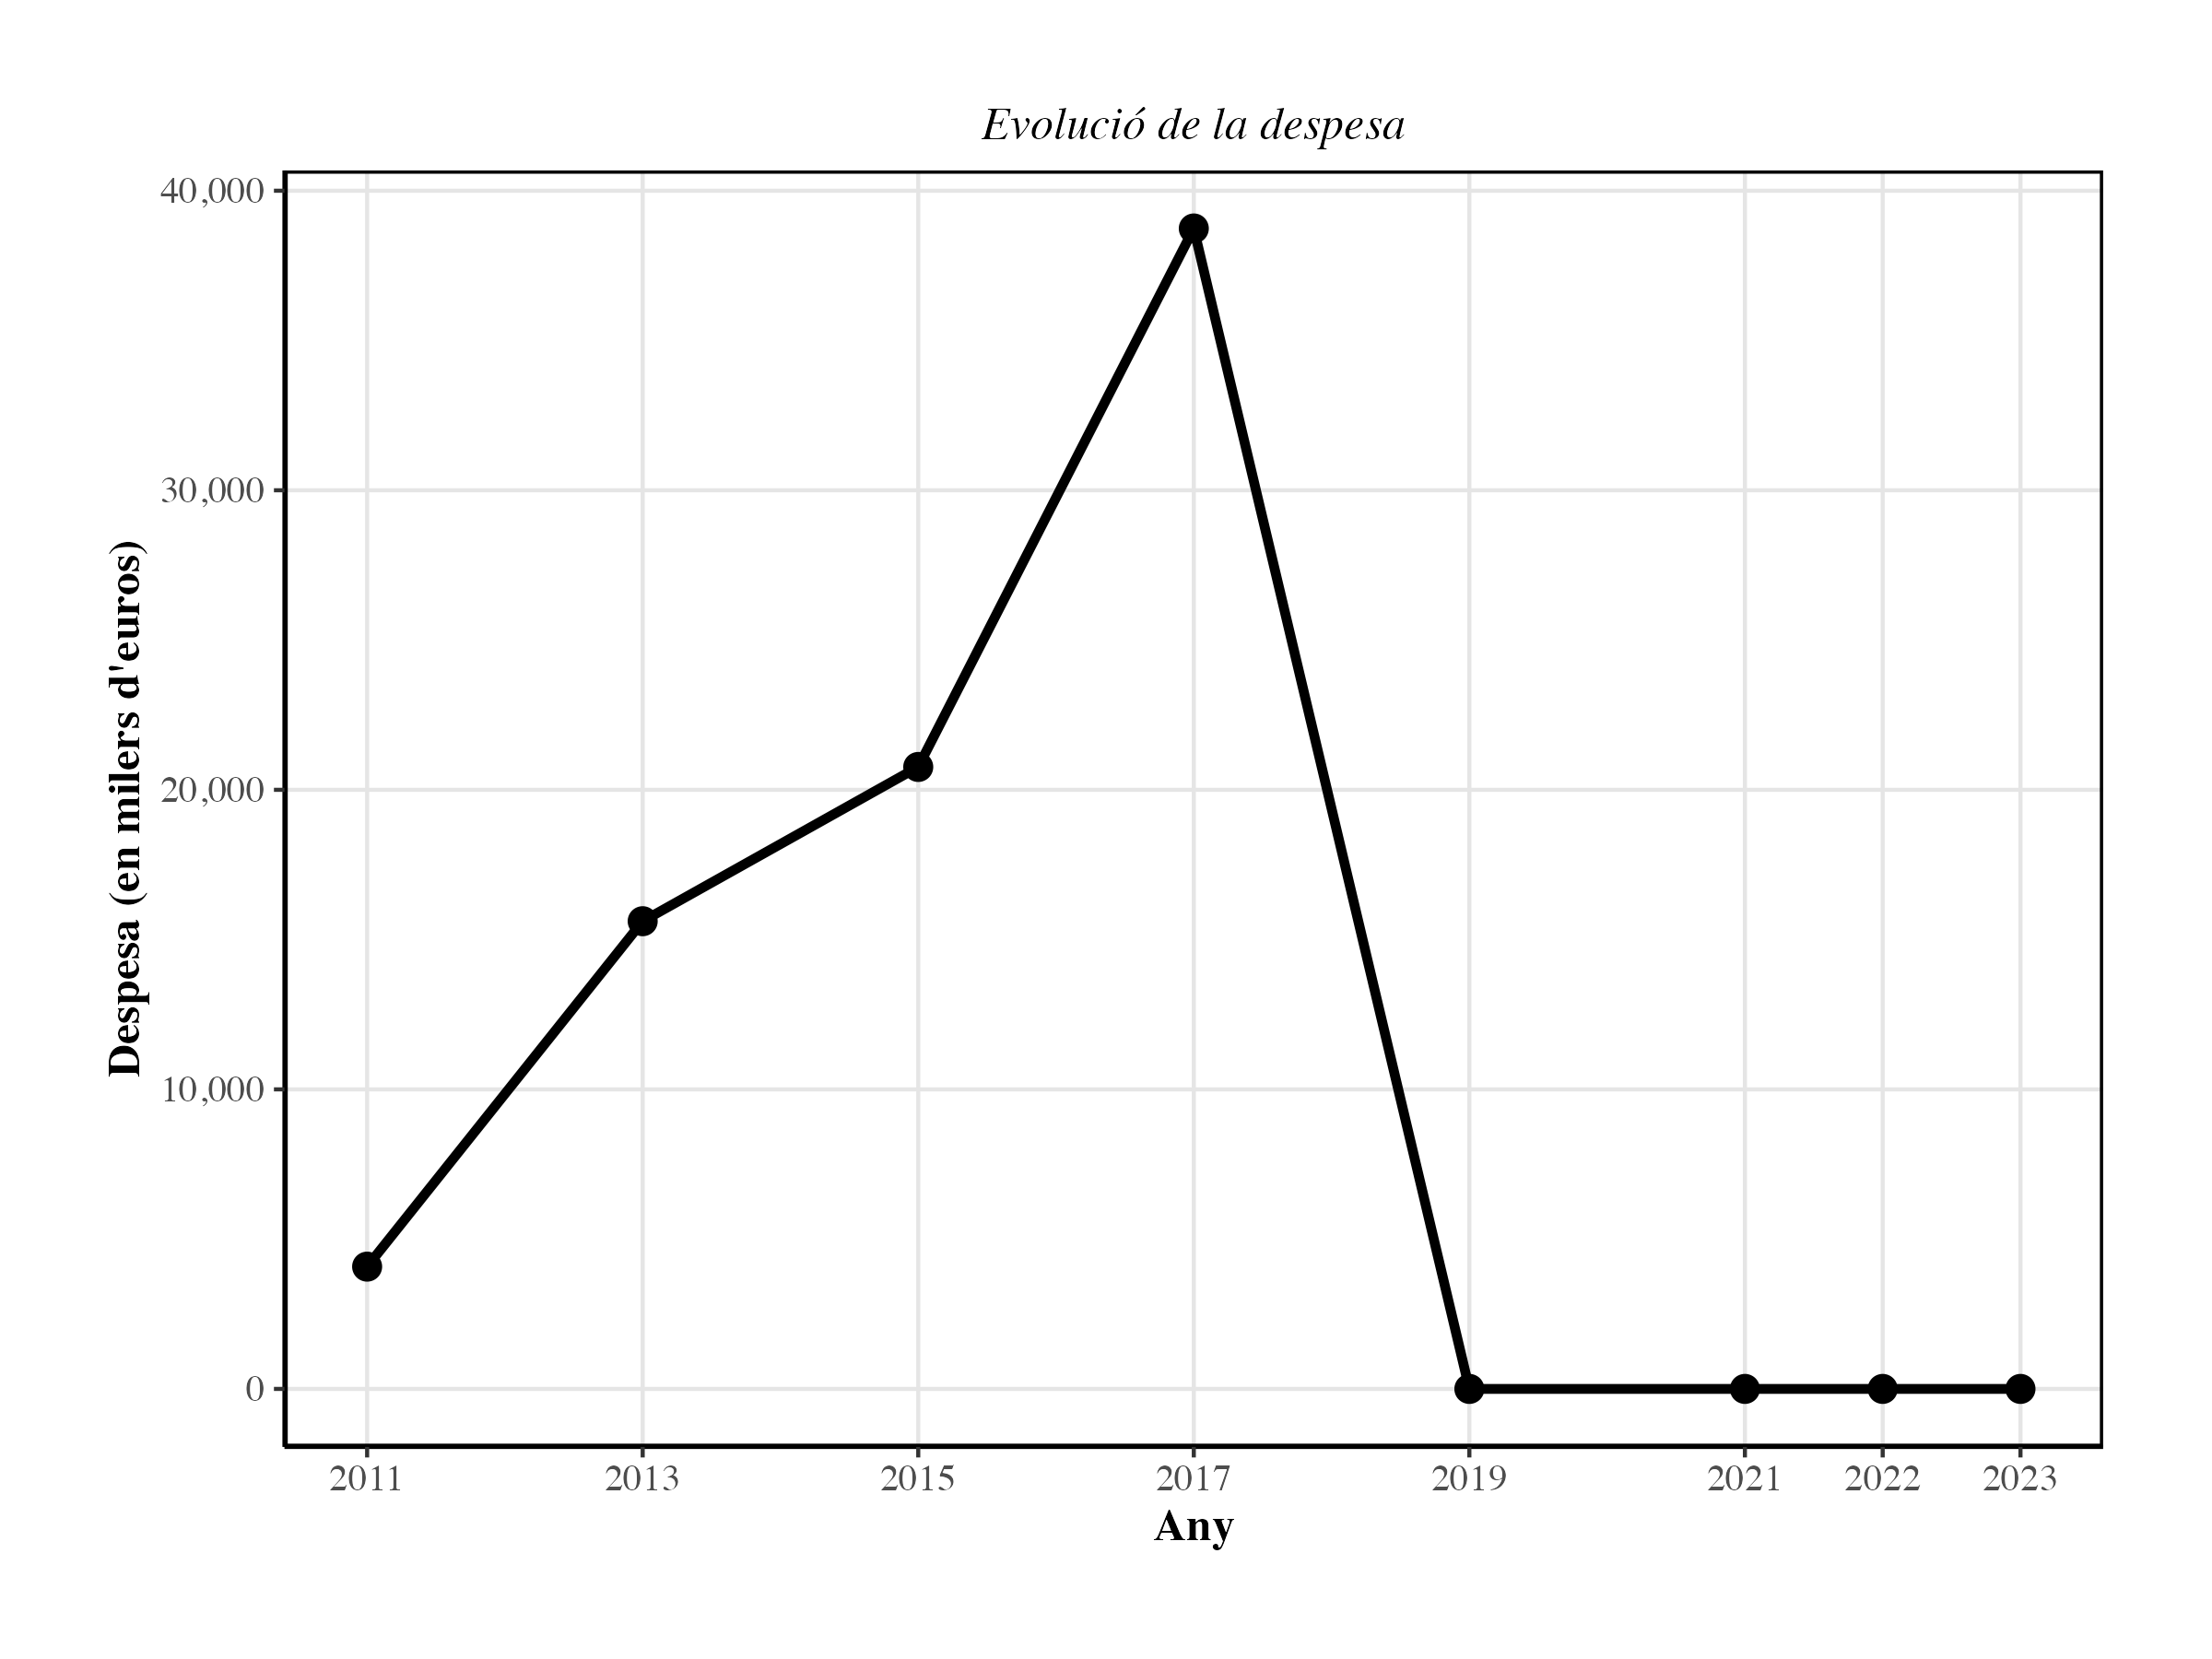 Evolució de la despesa
Despesa (en milers d'euros)
40,000
30,000
20,000
10,000
0
2011 2013 2015 2017 2019 2021 2022 2023
Any